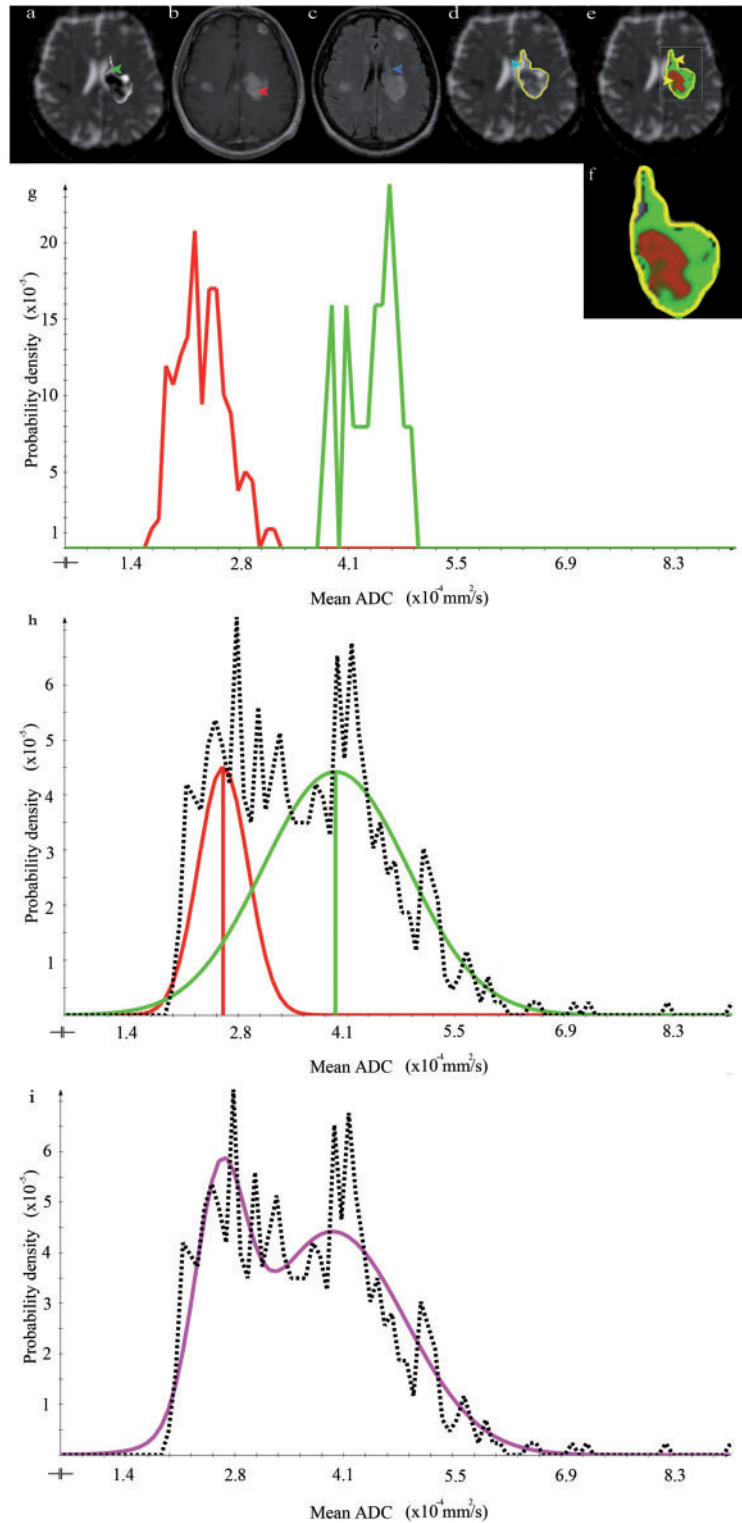 a b c d e
f
g
Probability density (x10⁻⁵)
20
15
10
5
1
1.4 2.8 4.1 5.5 6.9 8.3
Mean ADC (x10⁻⁴mm²/s)
h
Probability density (x10⁻⁵)
6
5
4
3
2
1
1.4 2.8 4.1 5.5 6.9 8.3
Mean ADC (x10⁻⁴mm²/s)
i
Probability density (x10⁻⁵)
6
5
4
3
2
1
1.4 2.8 4.1 5.5 6.9 8.3
Mean ADC (x10⁻⁴mm²/s)